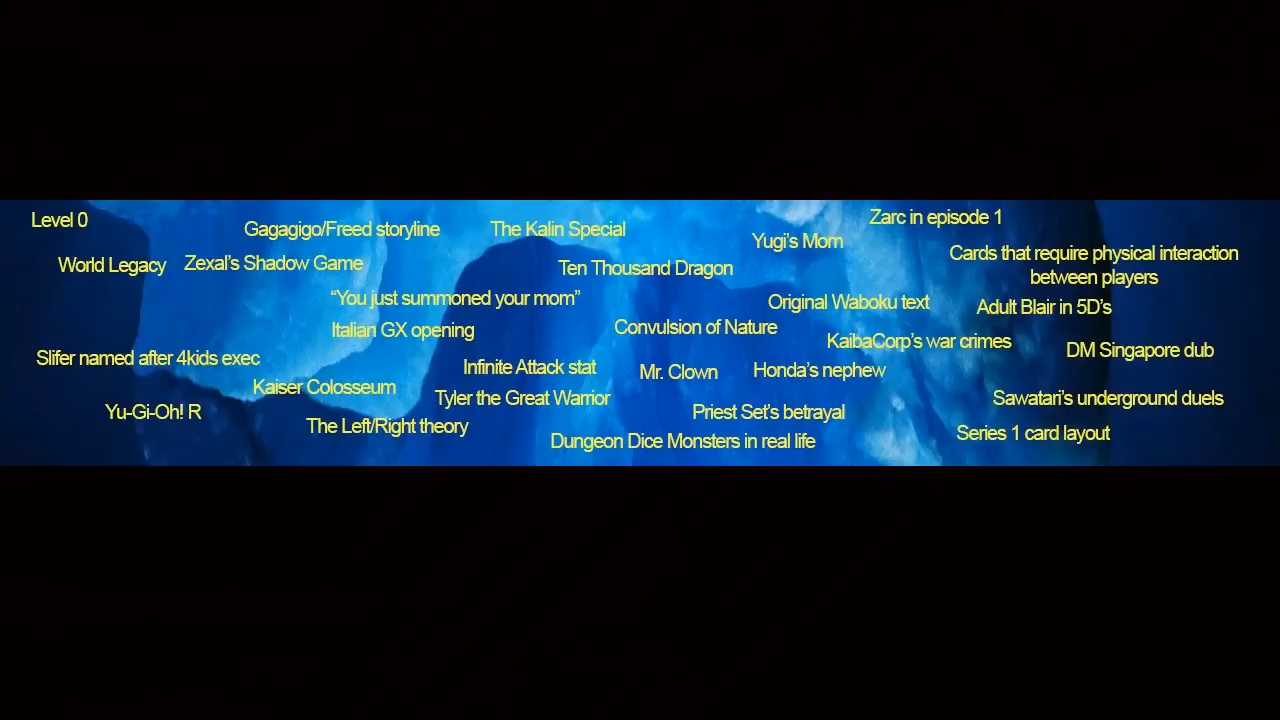 Level 0
Zarc in episode 1
Gagagigo/Freed storyline
The Kalin Special
Yugi's Mom
Cards that require physical interaction
between players
World Legacy
Zexal's Shadow Game
Ten Thousand Dragon
“You just summoned your mom”
Original Waboku text
Adult Blair in 5D's
Italian GX opening
Convulsion of Nature
KaibaCorp's war crimes
DM Singapore dub
Slifer named after 4kids exec
Infinite Attack stat
Mr. Clown
Honda's nephew
Kaiser Colosseum
Tyler the Great Warrior
Sawatari's underground duels
Yu-Gi-Oh! R
Priest Set's betrayal
The Left/Right theory
Series 1 card layout
Dungeon Dice Monsters in real life